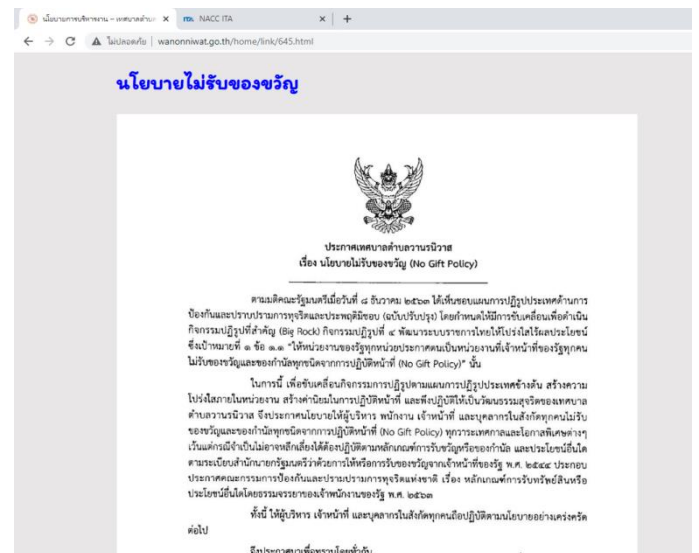 นโยบายการบริหารงาน – เทศบาลตำบ
NACC ITA
ไม่ปลอดภัย | wanonniwat.go.th/home/link/645.html
นโยบายไม่รับของขวัญ
ประกาศเทศบาลตำบลวานรนิวาส
เรื่อง นโยบายไม่รับของขวัญ (No Gift Policy)
ตามมติคณะรัฐมนตรีเมื่อวันที่ ๘ ธันวาคม ๒๕๖๓ ได้เห็นชอบแผนการปฏิรูปประเทศด้านการ
ป้องกันและปราบปรามการทุจริตและประพฤติมิชอบ (ฉบับปรับปรุง) โดยกำหนดให้มีการขับเคลื่อนเพื่อดำเนิน
กิจกรรมปฏิรูปที่สำคัญ (Big Rock) กิจกรรมปฏิรูปที่ ๔ พัฒนาระบบราชการไทยให้โปร่งใสไร้ผลประโยชน์
ซึ่งเป้าหมายที่ ๑ ข้อ ๑.๑ "ให้หน่วยงานของรัฐทุกหน่วยประกาศตนเป็นหน่วยงานที่เจ้าหน้าที่ของรัฐทุกคน
ไม่รับของขวัญและของกำนัลทุกชนิดจากการปฏิบัติหน้าที่ (No Gift Policy)" นั้น
ในการนี้ เพื่อขับเคลื่อนกิจกรรมการปฏิรูปตามแผนการปฏิรูปประเทศข้างต้น สร้างความ
โปร่งใสภายในหน่วยงาน สร้างค่านิยมในการปฏิบัติหน้าที่ และพึงปฏิบัติให้เป็นวัฒนธรรมสุจริตของเทศบาล
ตำบลวานรนิวาส จึงประกาศนโยบายให้ผู้บริหาร พนักงาน เจ้าหน้าที่ และบุคลากรในสังกัดทุกคนไม่รับ
ของขวัญและของกำนัลทุกชนิดจากการปฏิบัติหน้าที่ (No Gift Policy) ทุกวาระเทศกาลและโอกาสพิเศษต่างๆ
เว้นแต่กรณีจำเป็นไม่อาจหลีกเลี่ยงได้ต้องปฏิบัติตามหลักเกณฑ์การรับขวัญหรือของกำนัล และประโยชน์อื่นใด
ตามระเบียบสำนักนายกรัฐมนตรีว่าด้วยการให้หรือการรับของขวัญจากเจ้าหน้าที่ของรัฐ พ.ศ. ๒๕๔๔ ประกอบ
ประกาศคณะกรรมการป้องกันและปราบปรามการทุจริตแห่งชาติ เรื่อง หลักเกณฑ์การรับทรัพย์สินหรือ
ประโยชน์อื่นใดโดยธรรมจรรยาของเจ้าพนักงานของรัฐ พ.ศ. ๒๕๖๓
ทั้งนี้ ให้ผู้บริหาร เจ้าหน้าที่ และบุคลากรในสังกัดทุกคนถือปฏิบัติตามนโยบายอย่างเคร่งครัด
ต่อไป
จึงประกาศมาเพื่อทราบโดยทั่วกัน